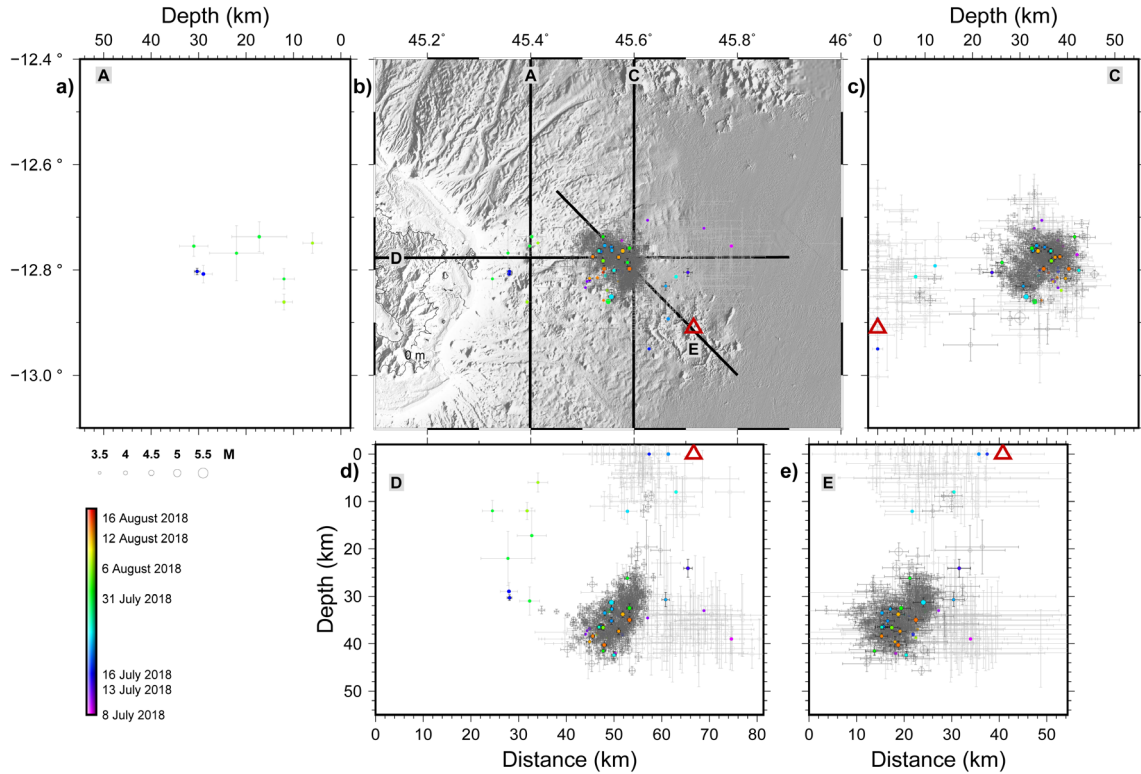 Depth (km)
50 40 30 20 10 0
a)
A
−12.4 °
−12.6 °
−12.8 °
−13.0 °
45.2° 45.4° 45.6° 45.8° 46°
b)
A C
D
E
0 m
Depth (km)
0 10 20 30 40 50
c)
C
3.5 4 4.5 5 5.5 M
16 August 2018
12 August 2018
6 August 2018
31 July 2018
16 July 2018
13 July 2018
8 July 2018
d)
D
Depth (km)
0
10
20
30
40
50
0 10 20 30 40 50 60 70 80
Distance (km)
e)
E
0 10 20 30 40 50
Distance (km)